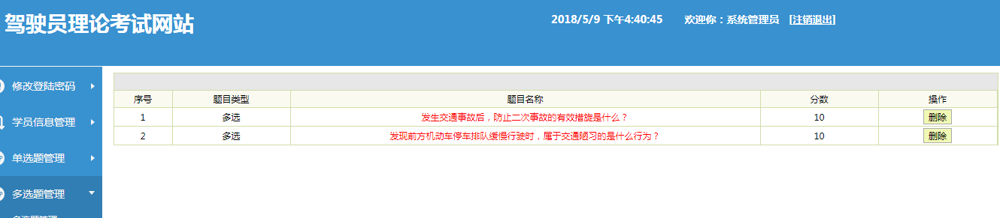 驾驶员理论考试网站
2018/5/9 下午4:40:45 欢迎你：系统管理员 [注销退出]
修改登陆密码
学员信息管理
单选题管理
多选题管理
多选题管理
序号 题目类型 题目名称 分数 操作
1 多选 发生交通事故后，防止二次事故的有效措旋是什么？ 10 删除
2 多选 发现前方机动车停车排队缓慢行驶时，属于交通陋习的是什么行为？ 10 删除